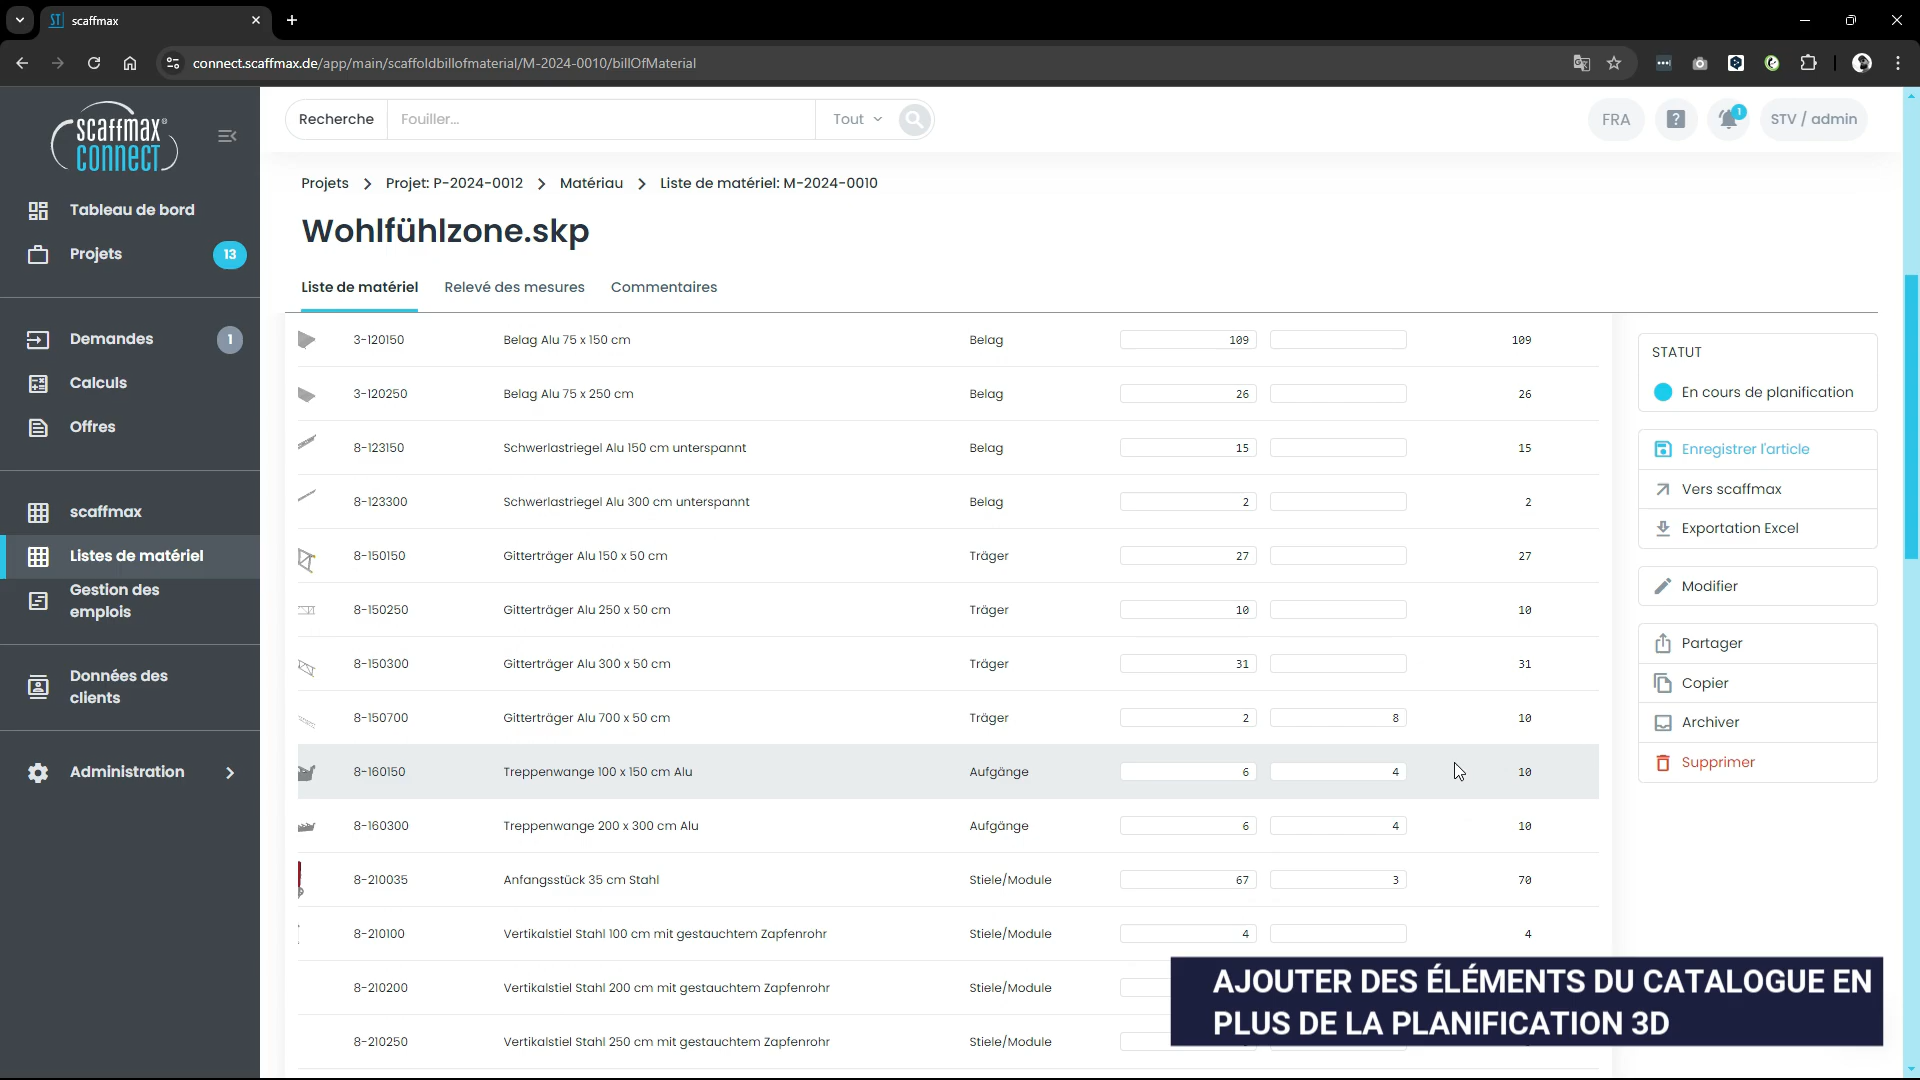 scaffmax
connect.scaffmax.de/app/main/scaffoldbillofmaterial/M-2024-0010/billOfMaterial
scaffmax®
CONNECT
Recherche Fouiller... Tout FRA 1 STV / admin
Projets > Projet: P-2024-0012 > Matériau > Liste de matériel: M-2024-0010
Wohlfühlzone.skp
Liste de matériel Relevé des mesures Commentaires
Tableau de bord
Projets 13
Demandes 1
Calculs
Offres
scaffmax
Listes de matériel
Gestion des
emplois
Données des
clients
Administration
3-120150 Belag Alu 75 x 150 cm Belag 109 109
3-120250 Belag Alu 75 x 250 cm Belag 26 26
8-123150 Schwerlastriegel Alu 150 cm unterspannt Belag 15 15
8-123300 Schwerlastriegel Alu 300 cm unterspannt Belag 2 2
8-150150 Gitterträger Alu 150 x 50 cm Träger 27 27
8-150250 Gitterträger Alu 250 x 50 cm Träger 10 10
8-150300 Gitterträger Alu 300 x 50 cm Träger 31 31
8-150700 Gitterträger Alu 700 x 50 cm Träger 2 8 10
8-160150 Treppenwange 100 x 150 cm Alu Aufgänge 6 4 10
8-160300 Treppenwange 200 x 300 cm Alu Aufgänge 6 4 10
8-210035 Anfangsstück 35 cm Stahl Stiele/Module 67 3 70
8-210100 Vertikalstiel Stahl 100 cm mit gestauchtem Zapfenrohr Stiele/Module 4 4
8-210200 Vertikalstiel Stahl 200 cm mit gestauchtem Zapfenrohr Stiele/Module
8-210250 Vertikalstiel Stahl 250 cm mit gestauchtem Zapfenrohr Stiele/Module
STATUT
En cours de planification
Enregistrer l'article
Vers scaffmax
Exportation Excel
Modifier
Partager
Copier
Archiver
Supprimer
AJOUTER DES ÉLÉMENTS DU CATALOGUE EN
PLUS DE LA PLANIFICATION 3D